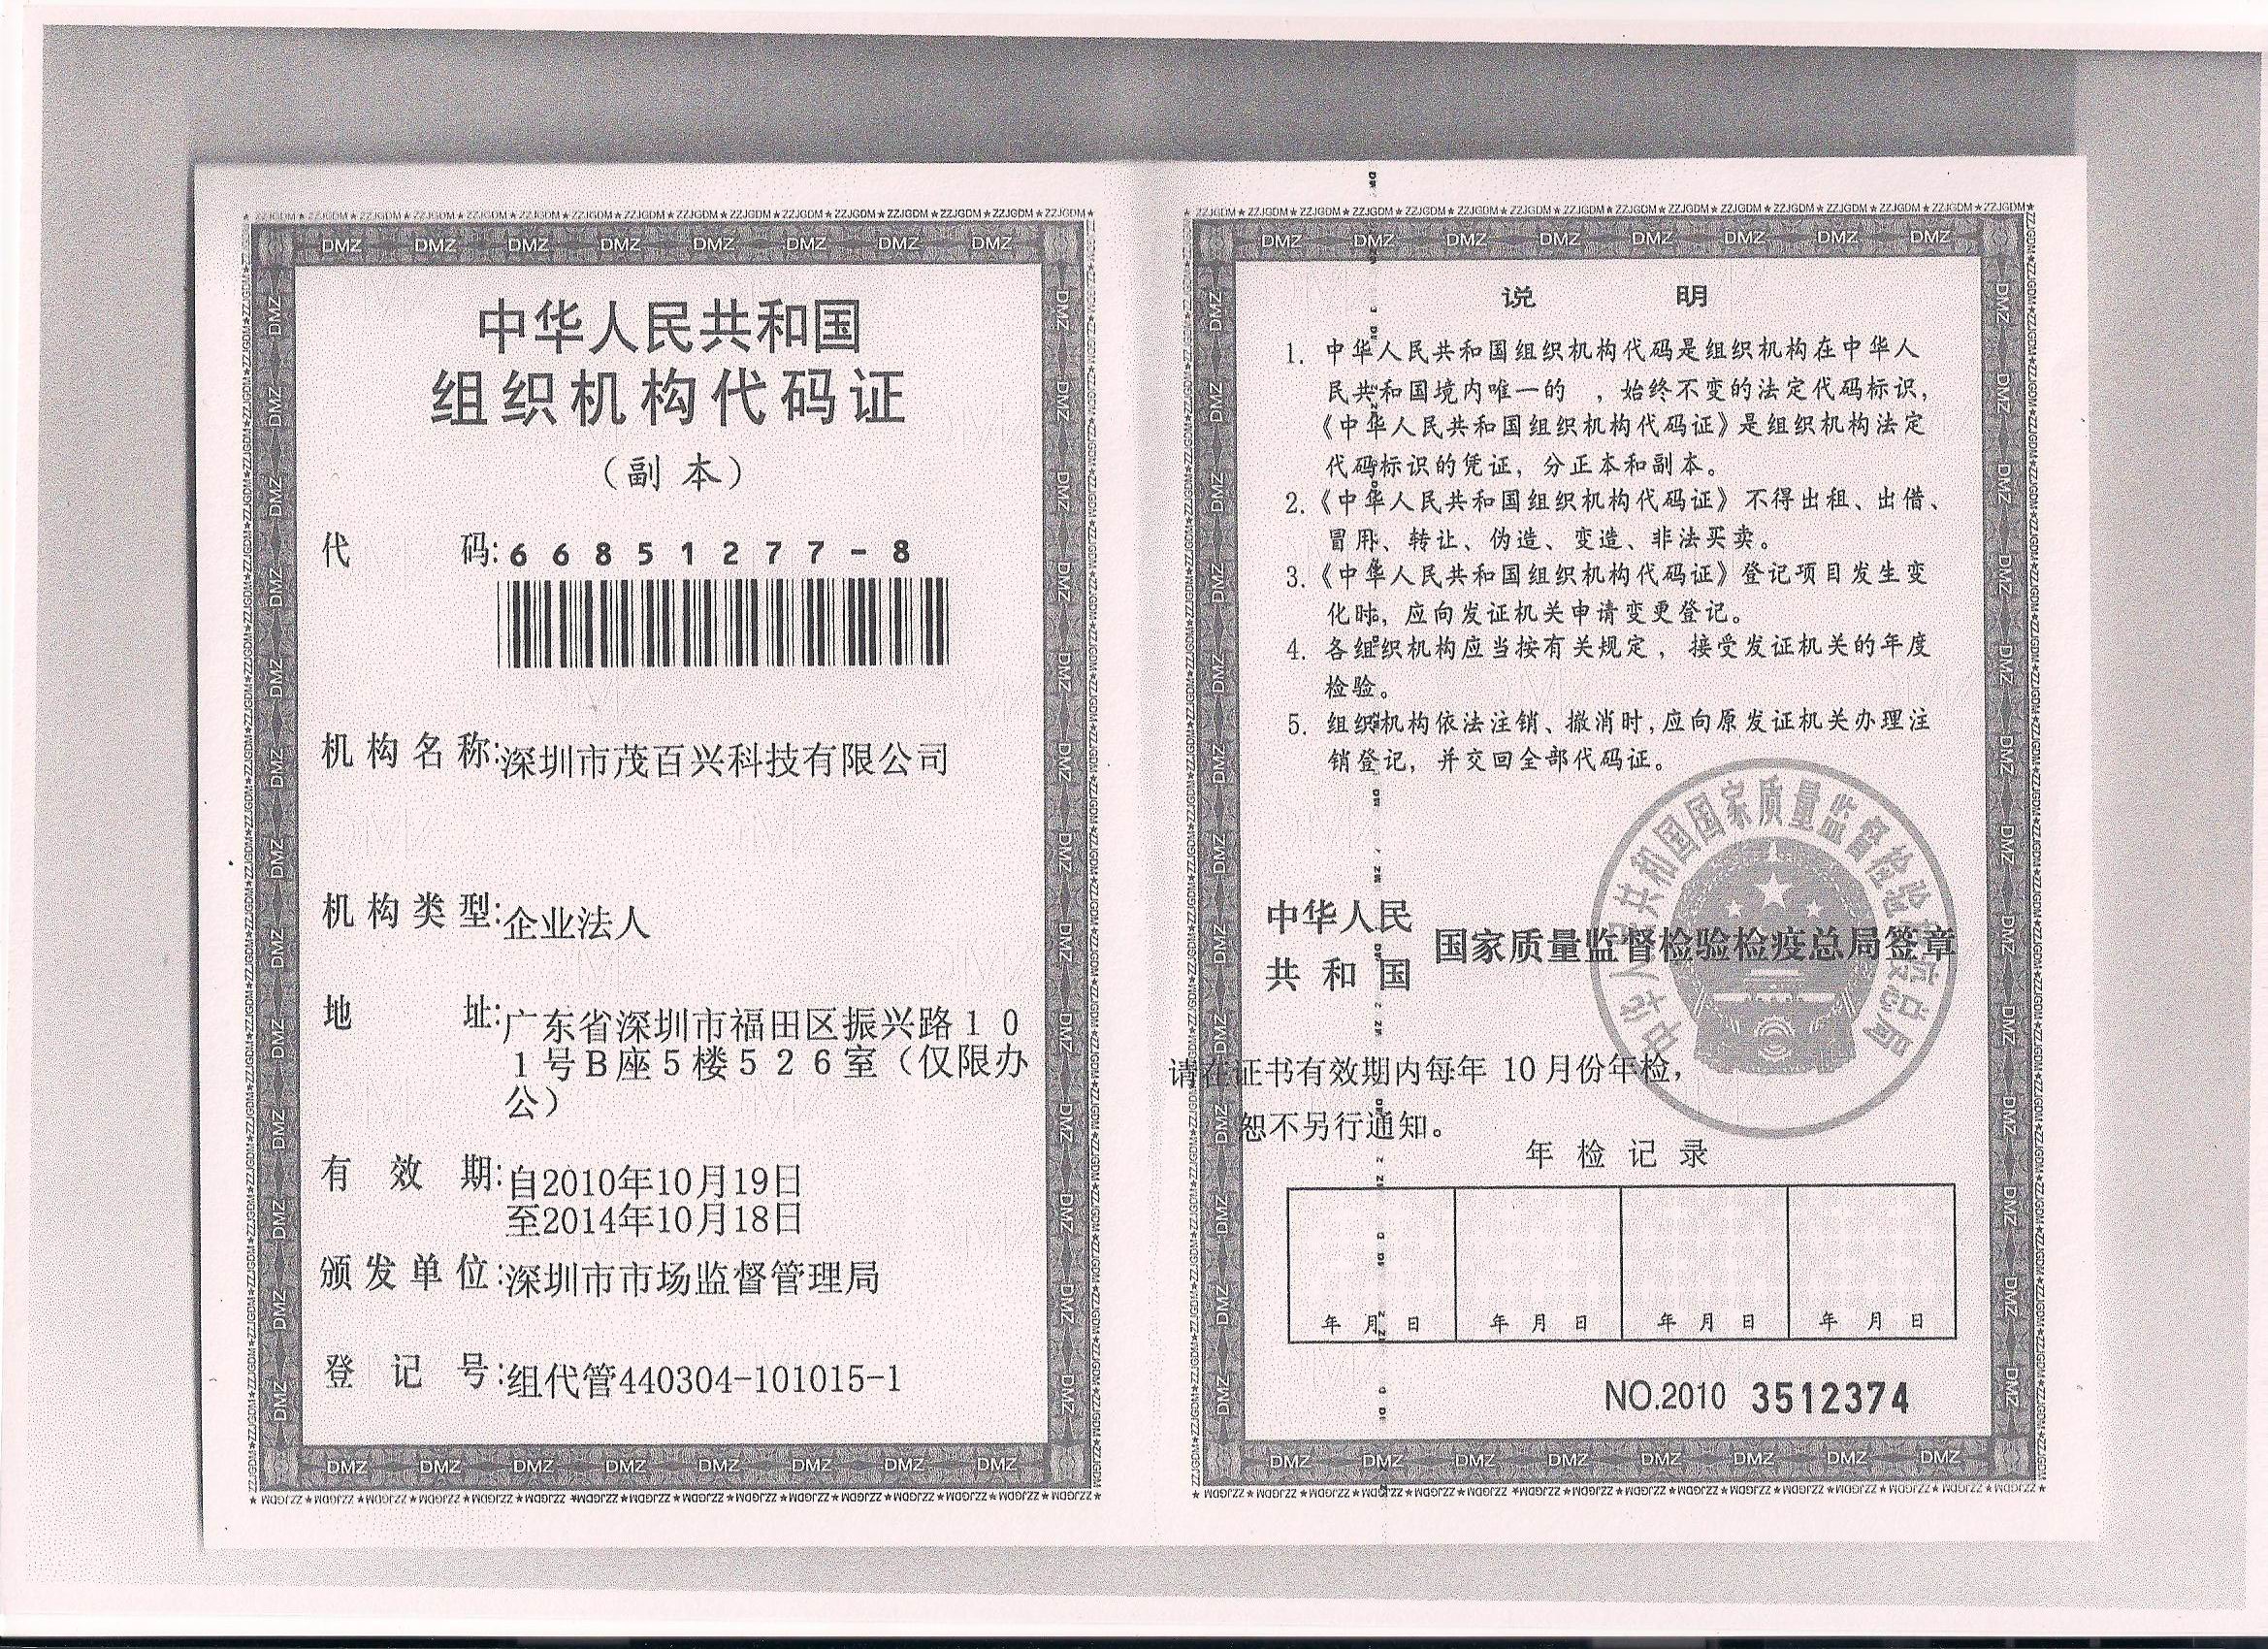 中华人民共和国
组织机构代码证
（副本）
代码:66851277-8
机构名称:深圳市茂百兴科技有限公司
机构类型:企业法人
地址:广东省深圳市福田区振兴路１０
１号Ｂ座５楼５２６室（仅限办
公）
有效期:自2010年10月19日
至2014年10月18日
颁发单位:深圳市市场监督管理局
登记号:组代管440304-101015-1
说明
1. 中华人民共和国组织机构代码是组织机构在中华人
民共和国境内唯一的 ，始终不变的法定代码标识，
《中华人民共和国组织机构代码证》是组织机构法定
代码标识的凭证，分正本和副本。
2.《中华人民共和国组织机构代码证》不得出租、出借、
冒用、转让、伪造、变造、非法买卖。
3.《中华人民共和国组织机构代码证》登记项目发生变
化时，应向发证机关申请变更登记。
4. 各组织机构应当按有关规定，接受发证机关的年度
检验。
5. 组织机构依法注销、撤消时，应向原发证机关办理注
销登记，并交回全部代码证。
中华人民共和国国家质量监督检验检疫总局
中华人民
共和国
国家质量监督检验检疫总局签章
请在证书有效期内每年 10 月份年检，
恕不另行通知。
年检记录
年 月 日 年 月 日 年 月 日 年 月 日
NO.2010 3512374